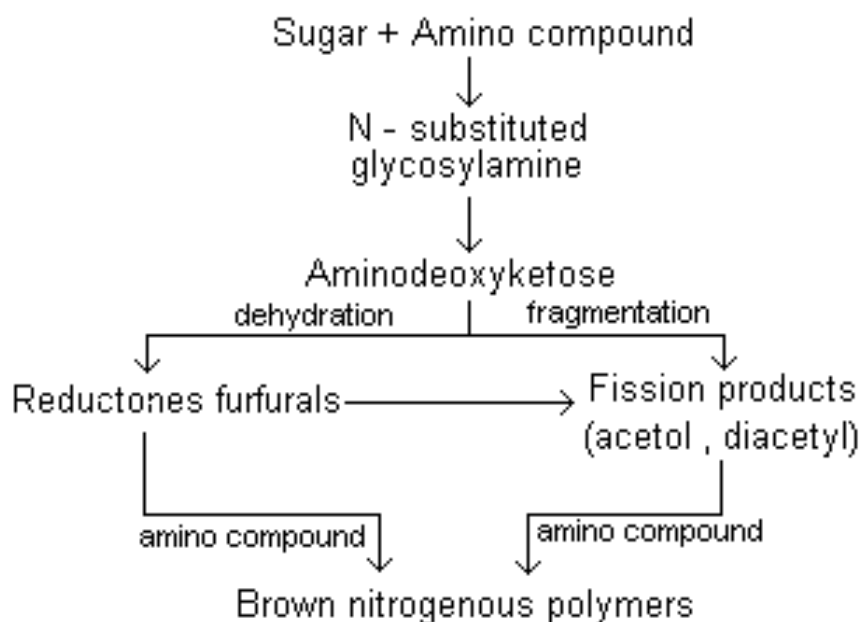 Sugar + Amino compound
N - substituted
glycosylamine
Aminodeoxyketose
dehydration
fragmentation
Reductones furfurals
Fission products
(acetol , diacetyl)
amino compound
amino compound
Brown nitrogenous polymers